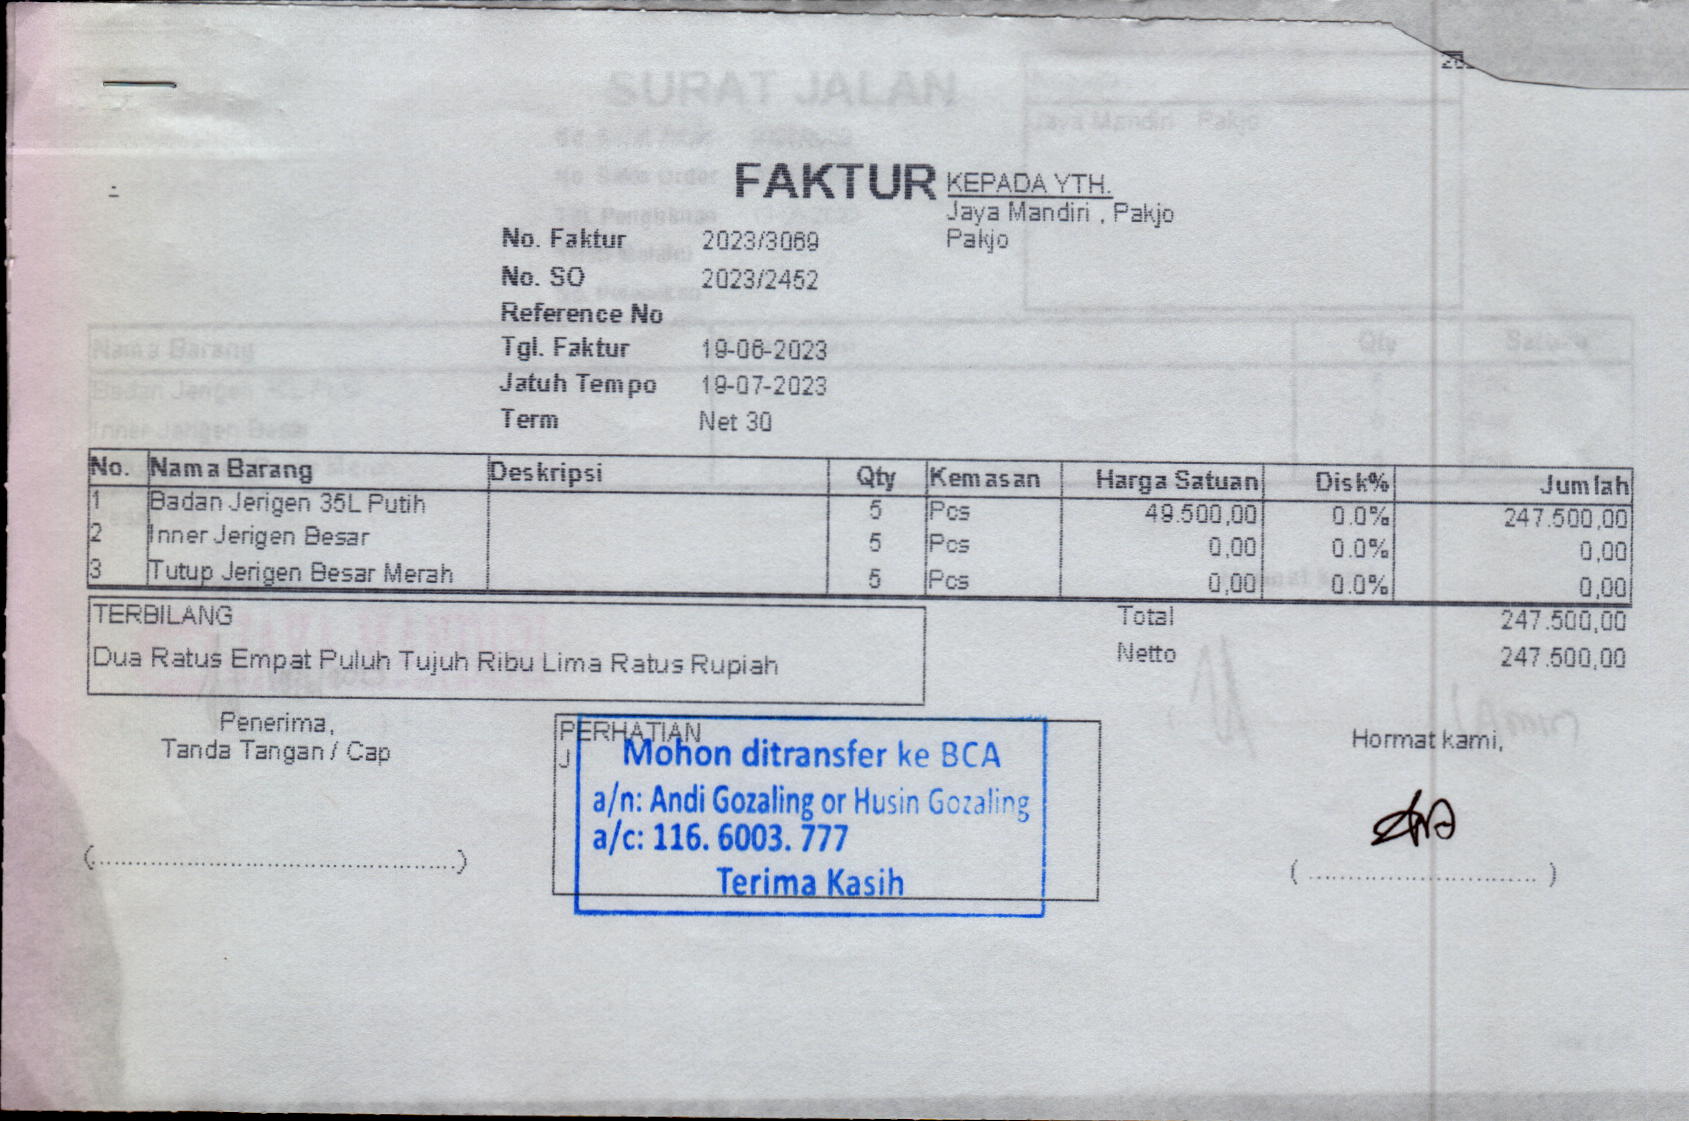 SURAT JALAN
FAKTUR
KEPADA YTH.
Jaya Mandiri , Pakjo
Pakjo
No. Faktur 2023/3069
No. SO 2023/2452
Reference No
Tgl. Faktur 19-06-2023
Jatuh Tempo 19-07-2023
Term Net 30
No. Nama Barang Deskripsi Qty Kemasan Harga Satuan Disk% Jumlah
1 Badan Jerigen 35L Putih 5 Pcs 49.500,00 0.0% 247.500,00
2 Inner Jerigen Besar 5 Pcs 0,00 0.0% 0,00
3 Tutup Jerigen Besar Merah 5 Pcs 0,00 0.0% 0,00
TERBILANG
Dua Ratus Empat Puluh Tujuh Ribu Lima Ratus Rupiah
Total 247.500,00
Netto 247.500,00
Penerima,
Tanda Tangan / Cap
(......................................................)
PERHATIAN
J
Mohon ditransfer ke BCA
a/n: Andi Gozaling or Husin Gozaling
a/c: 116. 6003. 777
Terima Kasih
Hormat kami,
(..................................)